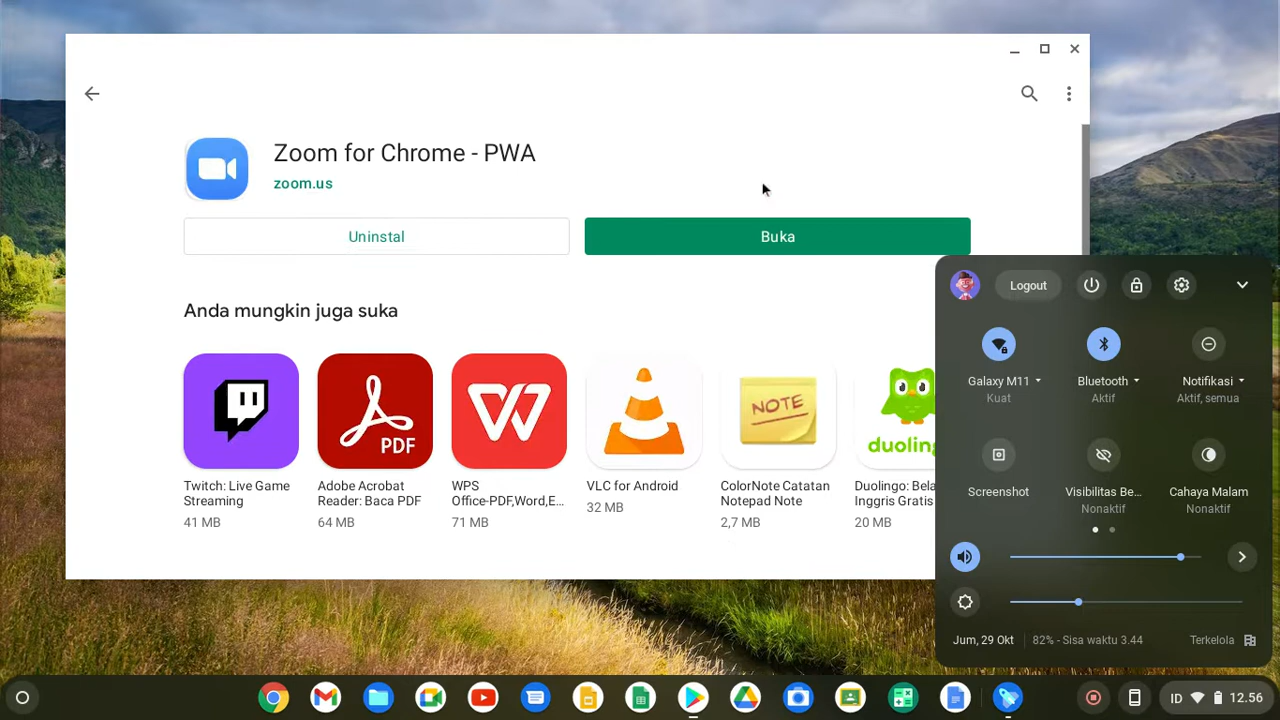 Zoom for Chrome - PWA
zoom.us
Uninstal
Buka
Anda mungkin juga suka
PDF
NOTE
duolingo
Twitch: Live Game
Streaming
41 MB
Adobe Acrobat
Reader: Baca PDF
64 MB
WPS
Office-PDF,Word,E...
71 MB
VLC for Android
32 MB
ColorNote Catatan
Notepad Note
2,7 MB
Duolingo: Bela
Inggris Gratis
20 MB
Logout
Galaxy M11
Kuat
Bluetooth
Aktif
Notifikasi
Aktif, semua
Screenshot
Visibilitas Be...
Nonaktif
Cahaya Malam
Nonaktif
Jum, 29 Okt
82% - Sisa waktu 3.44
Terkelola
ID
12.56